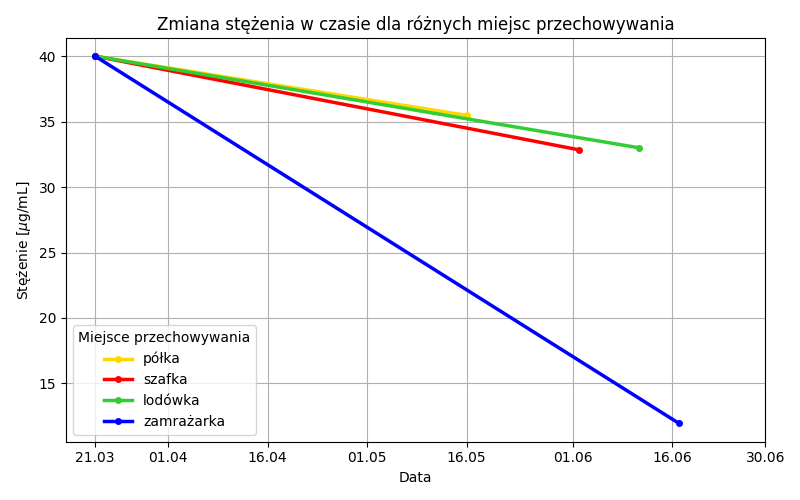 Zmiana stężenia w czasie dla różnych miejsc przechowywania
Stężenie [μg/mL]
40
35
30
25
20
15
Miejsce przechowywania
półka
szafka
lodówka
zamrażarka
21.03 01.04 16.04 01.05 16.05 01.06 16.06 30.06
Data